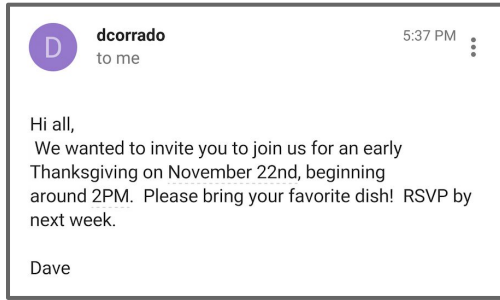 D
dcorrado
5:37 PM
to me
Hi all,
We wanted to invite you to join us for an early
Thanksgiving on November 22nd, beginning
around 2PM.  Please bring your favorite dish!  RSVP by
next week.
Dave